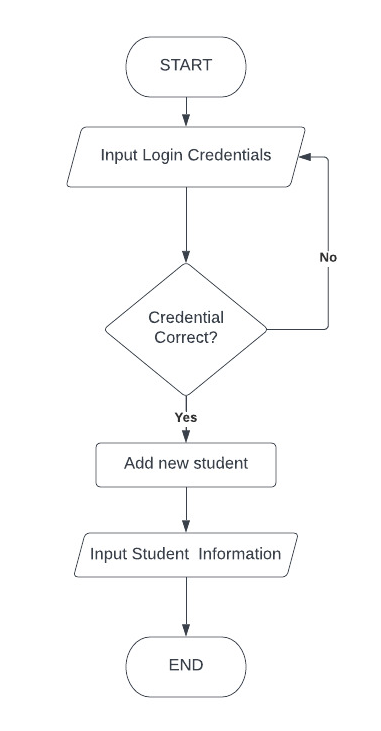 START
Input Login Credentials
No
Credential
Correct?
Yes
Add new student
Input Student  Information
END